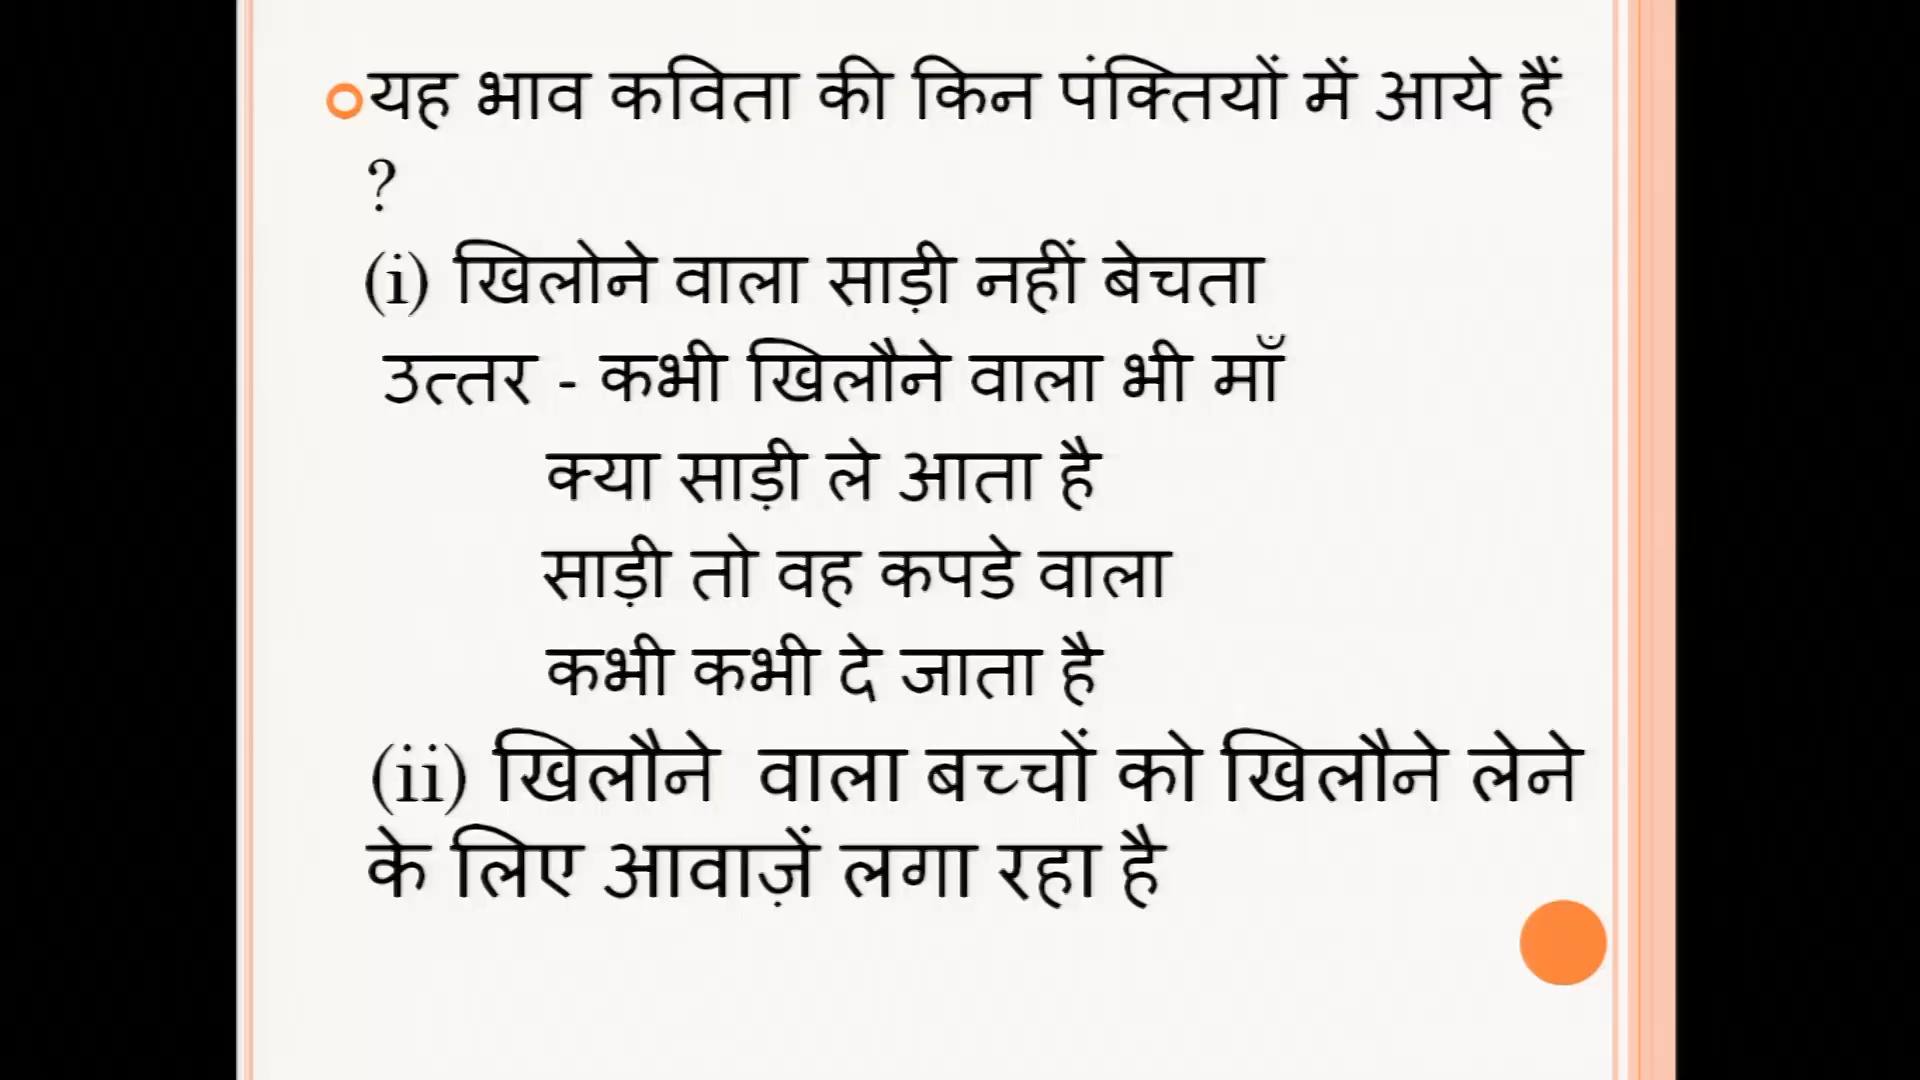 यह भाव कविता की किन पंक्तियों में आये हैं
?
(i) खिलोने वाला साड़ी नहीं बेचता
उत्तर - कभी खिलौने वाला भी माँ
क्या साड़ी ले आता है
साड़ी तो वह कपडे वाला
कभी कभी दे जाता है
(ii) खिलौने वाला बच्चों को खिलौने लेने
के लिए आवाज़ें लगा रहा है